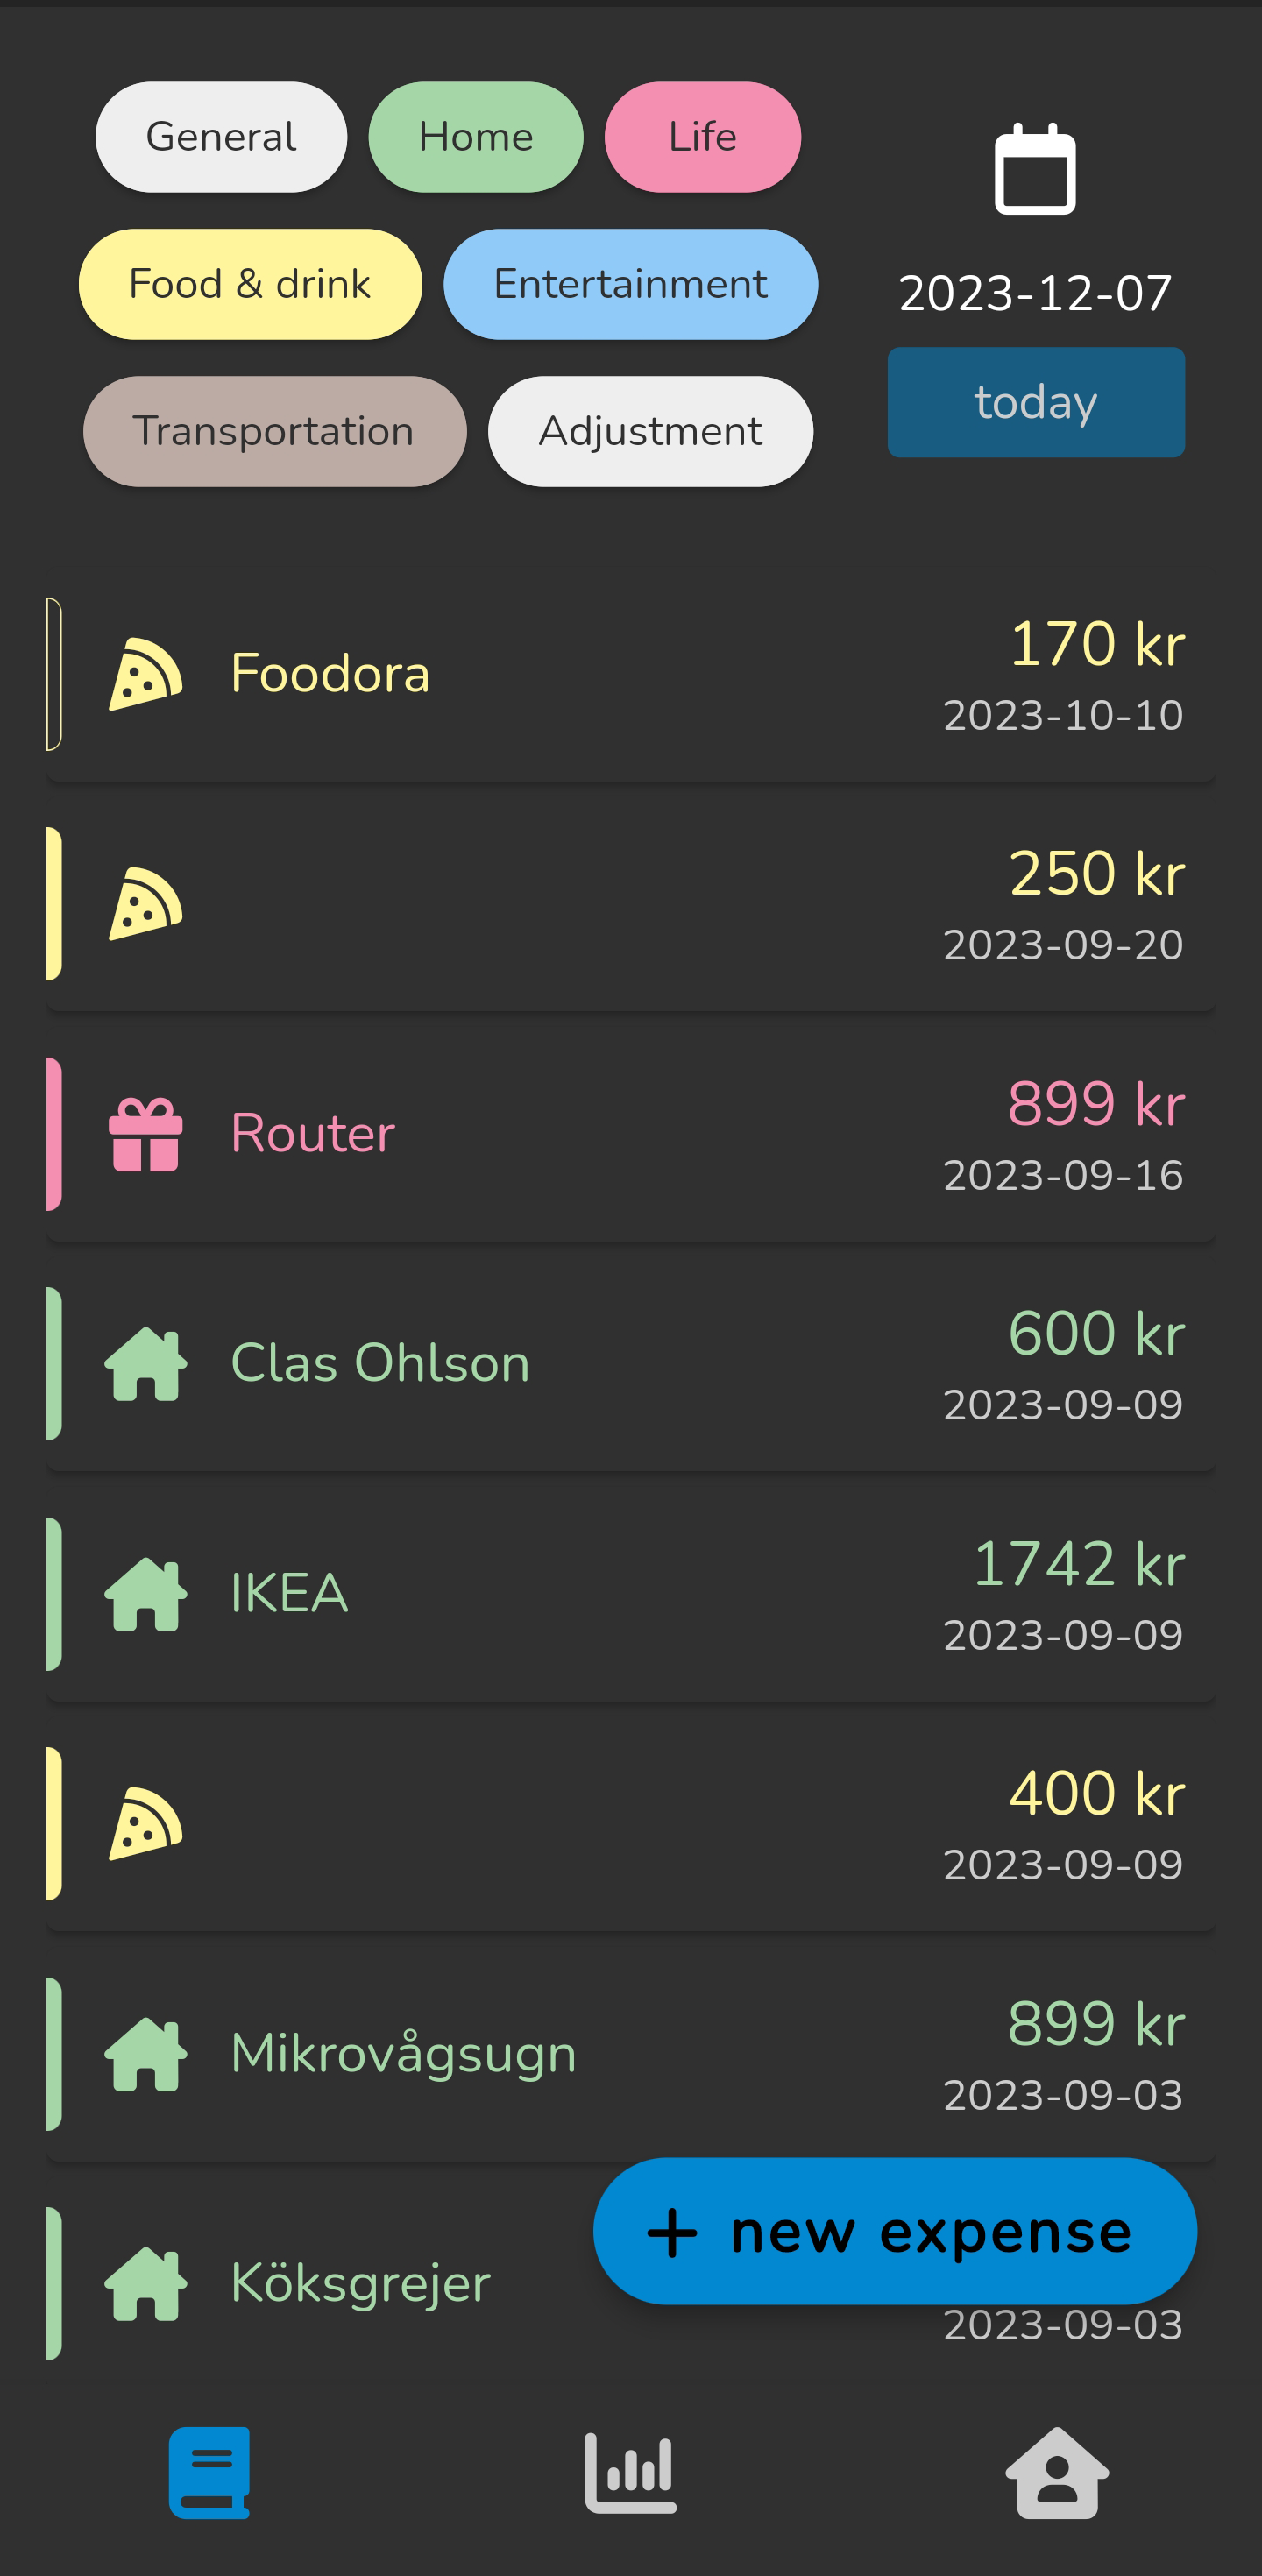 General Home Life
Food & drink Entertainment
Transportation Adjustment
2023-12-07
today
Foodora
170 kr
2023-10-10
250 kr
2023-09-20
Router
899 kr
2023-09-16
Clas Ohlson
600 kr
2023-09-09
IKEA
1742 kr
2023-09-09
400 kr
2023-09-09
Mikrovågsugn
899 kr
2023-09-03
+ new expense
Köksgrejer
2023-09-03